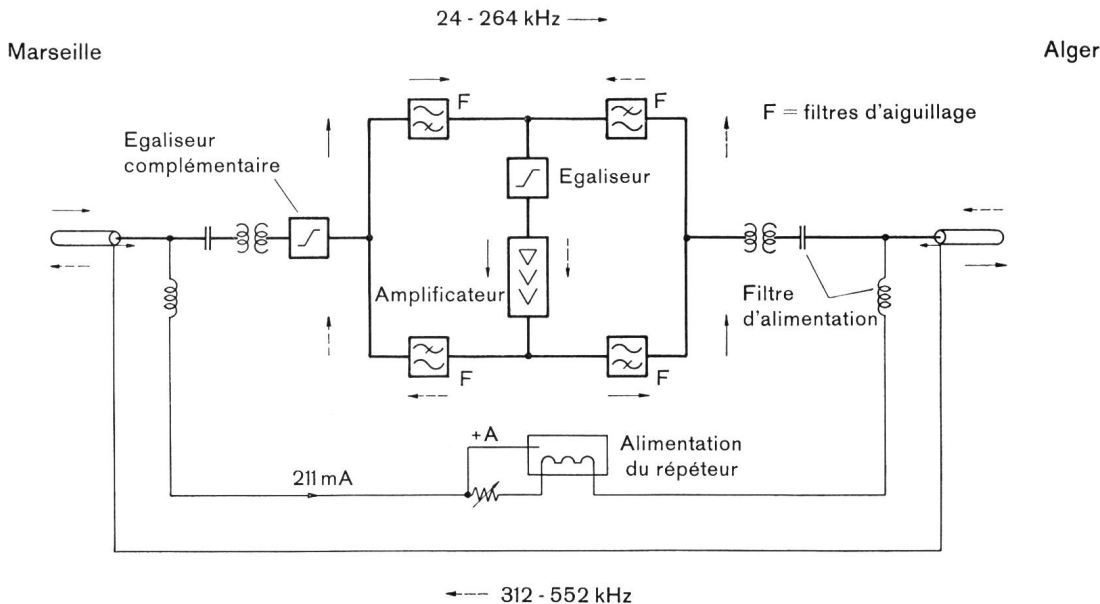 24 - 264 kHz
Marseille
Alger
F
F
F = filtres d'aiguillage
Egaliseur
complémentaire
Egaliseur
Amplificateur
Filtre
d'alimentation
F
F
+A
Alimentation
du répéteur
211 mA
312 - 552 kHz